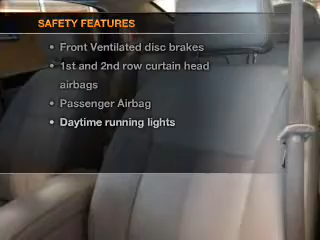 SAFETY FEATURES
• Front Ventilated disc brakes
• 1st and 2nd row curtain head
airbags
• Passenger Airbag
• Daytime running lights